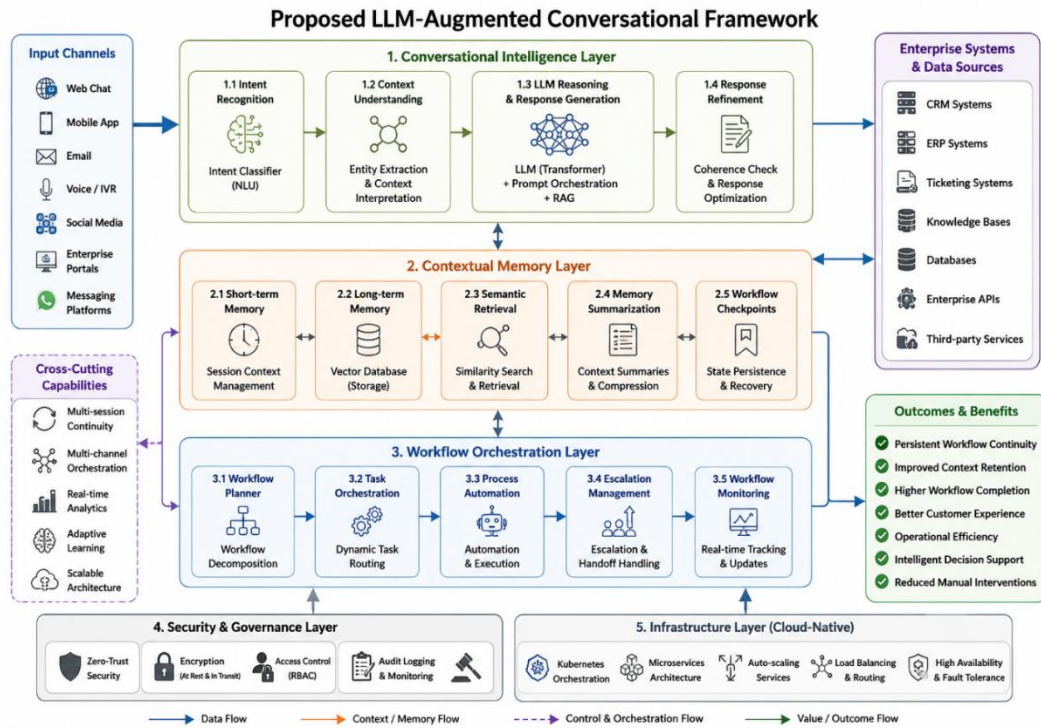 Proposed LLM-Augmented Conversational Framework
Input Channels
Web Chat
Mobile App
Email
Voice / IVR
Social Media
Enterprise
Portals
Messaging
Platforms
1. Conversational Intelligence Layer
1.1 Intent
Recognition
Intent Classifier
(NLU)
1.2 Context
Understanding
Entity Extraction
& Context
Interpretation
1.3 LLM Reasoning
& Response Generation
LLM (Transformer)
+ Prompt Orchestration
+ RAG
1.4 Response
Refinement
Coherence Check
& Response
Optimization
Enterprise Systems
& Data Sources
CRM Systems
ERP Systems
Ticketing Systems
Knowledge Bases
Databases
Enterprise APIs
Third-party Services
2. Contextual Memory Layer
2.1 Short-term
Memory
Session Context
Management
2.2 Long-term
Memory
Vector Database
(Storage)
2.3 Semantic
Retrieval
Similarity Search
& Retrieval
2.4 Memory
Summarization
Context Summaries
& Compression
2.5 Workflow
Checkpoints
State Persistence
& Recovery
Cross-Cutting
Capabilities
Multi-session
Continuity
Multi-channel
Orchestration
Real-time
Analytics
Adaptive
Learning
Scalable
Architecture
3. Workflow Orchestration Layer
3.1 Workflow
Planner
Workflow
Decomposition
3.2 Task
Orchestration
Dynamic Task
Routing
3.3 Process
Automation
Automation
& Execution
3.4 Escalation
Management
Escalation &
Handoff Handling
3.5 Workflow
Monitoring
Real-time Tracking
& Updates
Outcomes & Benefits
Persistent Workflow Continuity
Improved Context Retention
Higher Workflow Completion
Better Customer Experience
Operational Efficiency
Intelligent Decision Support
Reduced Manual Interventions
4. Security & Governance Layer
Zero-Trust
Security
Encryption
(At Rest & In Transit)
Access Control
(RBAC)
Audit Logging
& Monitoring
5. Infrastructure Layer (Cloud-Native)
Kubernetes
Orchestration
Microservices
Architecture
Auto-scaling
Services
Load Balancing
& Routing
High Availability
& Fault Tolerance
Data Flow
Context / Memory Flow
Control & Orchestration Flow
Value / Outcome Flow